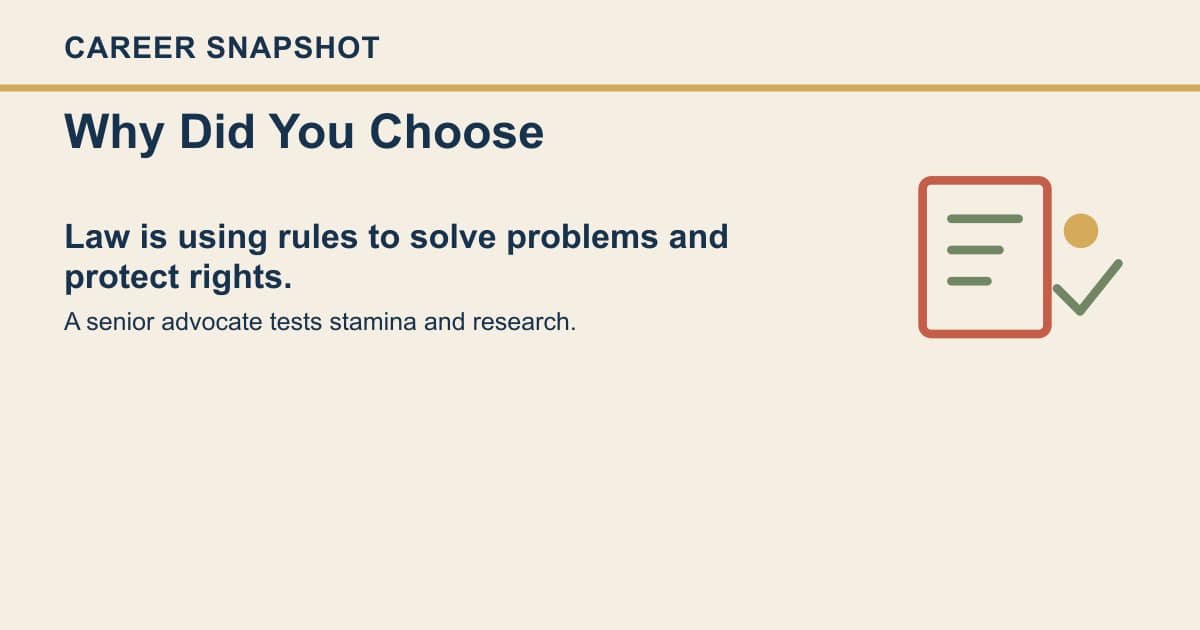 CAREER SNAPSHOT
Why Did You Choose
Law is using rules to solve problems and
protect rights.
A senior advocate tests stamina and research.